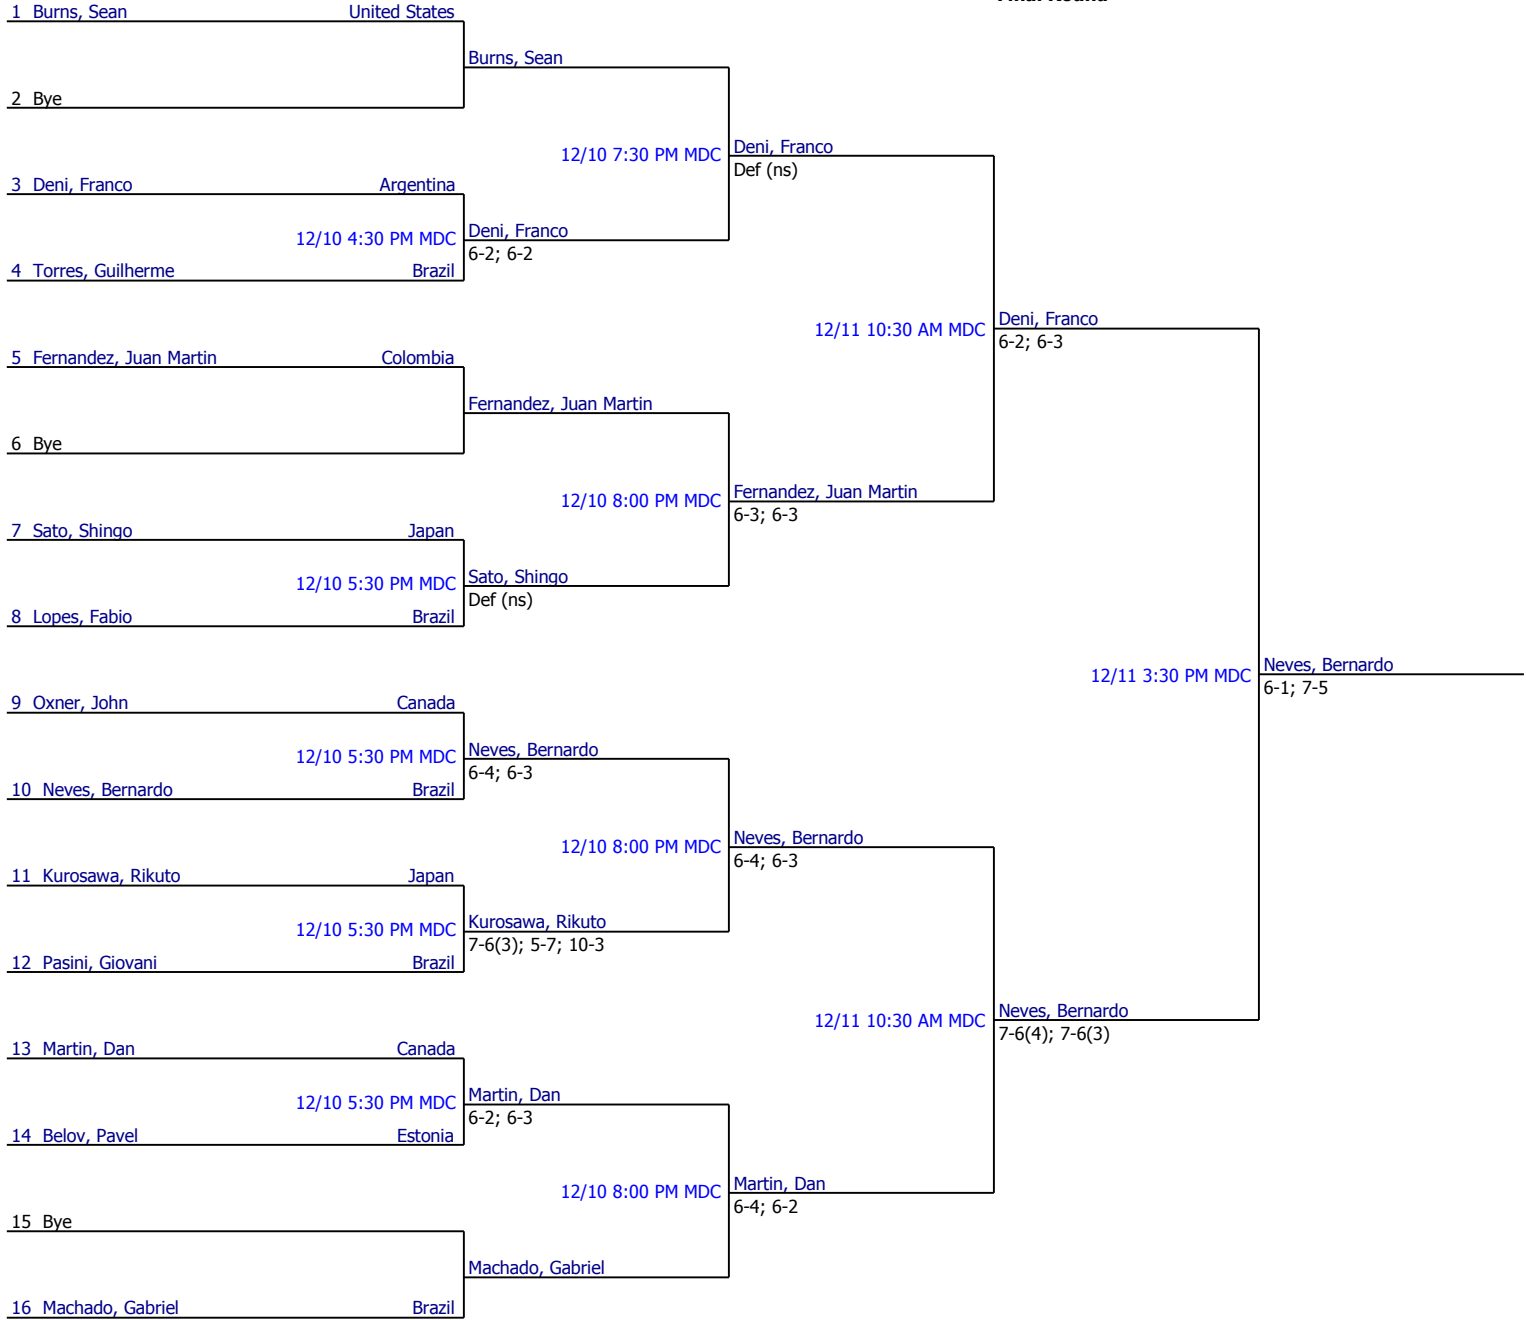 1 Burns, Sean United States
Burns, Sean
2 Bye
12/10 7:30 PM MDC Deni, Franco
Def (ns)
3 Deni, Franco Argentina
12/10 4:30 PM MDC Deni, Franco
6-2; 6-2
4 Torres, Guilherme Brazil
12/11 10:30 AM MDC Deni, Franco
6-2; 6-3
5 Fernandez, Juan Martin Colombia
Fernandez, Juan Martin
6 Bye
12/10 8:00 PM MDC Fernandez, Juan Martin
6-3; 6-3
7 Sato, Shingo Japan
12/10 5:30 PM MDC Sato, Shingo
Def (ns)
8 Lopes, Fabio Brazil
12/11 3:30 PM MDC Neves, Bernardo
6-1; 7-5
9 Oxner, John Canada
12/10 5:30 PM MDC Neves, Bernardo
6-4; 6-3
10 Neves, Bernardo Brazil
12/10 8:00 PM MDC Neves, Bernardo
6-4; 6-3
11 Kurosawa, Rikuto Japan
12/10 5:30 PM MDC Kurosawa, Rikuto
7-6(3); 5-7; 10-3
12 Pasini, Giovani Brazil
12/11 10:30 AM MDC Neves, Bernardo
7-6(4); 7-6(3)
13 Martin, Dan Canada
12/10 5:30 PM MDC Martin, Dan
6-2; 6-3
14 Belov, Pavel Estonia
12/10 8:00 PM MDC Martin, Dan
6-4; 6-2
15 Bye
Machado, Gabriel
16 Machado, Gabriel Brazil